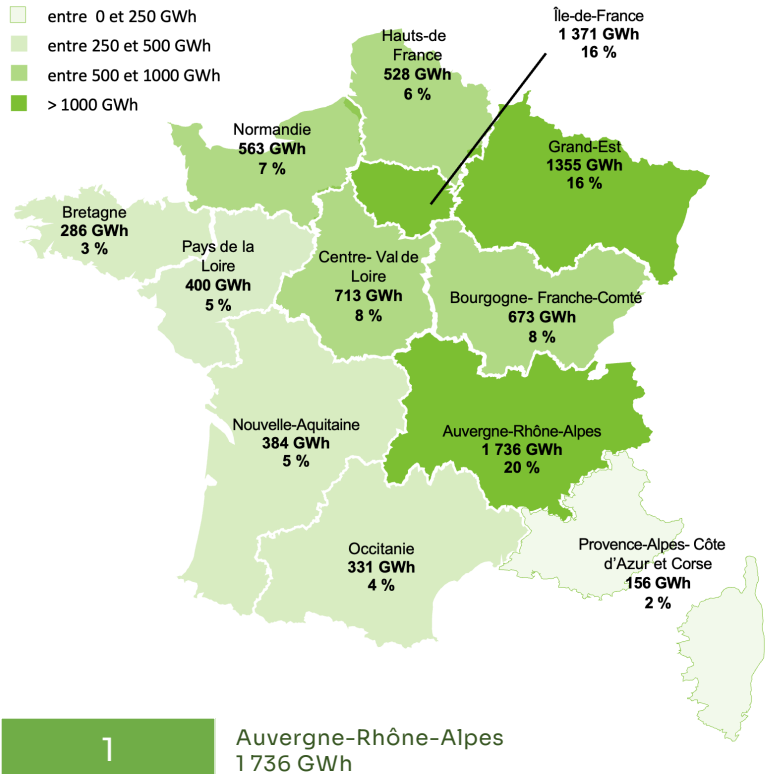 entre 0 et 250 GWh
entre 250 et 500 GWh
entre 500 et 1000 GWh
> 1000 GWh
Île-de-France
1 371 GWh
16 %
Hauts-de
France
528 GWh
6 %
Normandie
563 GWh
7 %
Grand-Est
1355 GWh
16 %
Bretagne
286 GWh
3 %
Pays de la
Loire
400 GWh
5 %
Centre- Val de
Loire
713 GWh
8 %
Bourgogne- Franche-Comté
673 GWh
8 %
Nouvelle-Aquitaine
384 GWh
5 %
Auvergne-Rhône-Alpes
1 736 GWh
20 %
Occitanie
331 GWh
4 %
Provence-Alpes- Côte
d'Azur et Corse
156 GWh
2 %
1
Auvergne-Rhône-Alpes
1 736 GWh